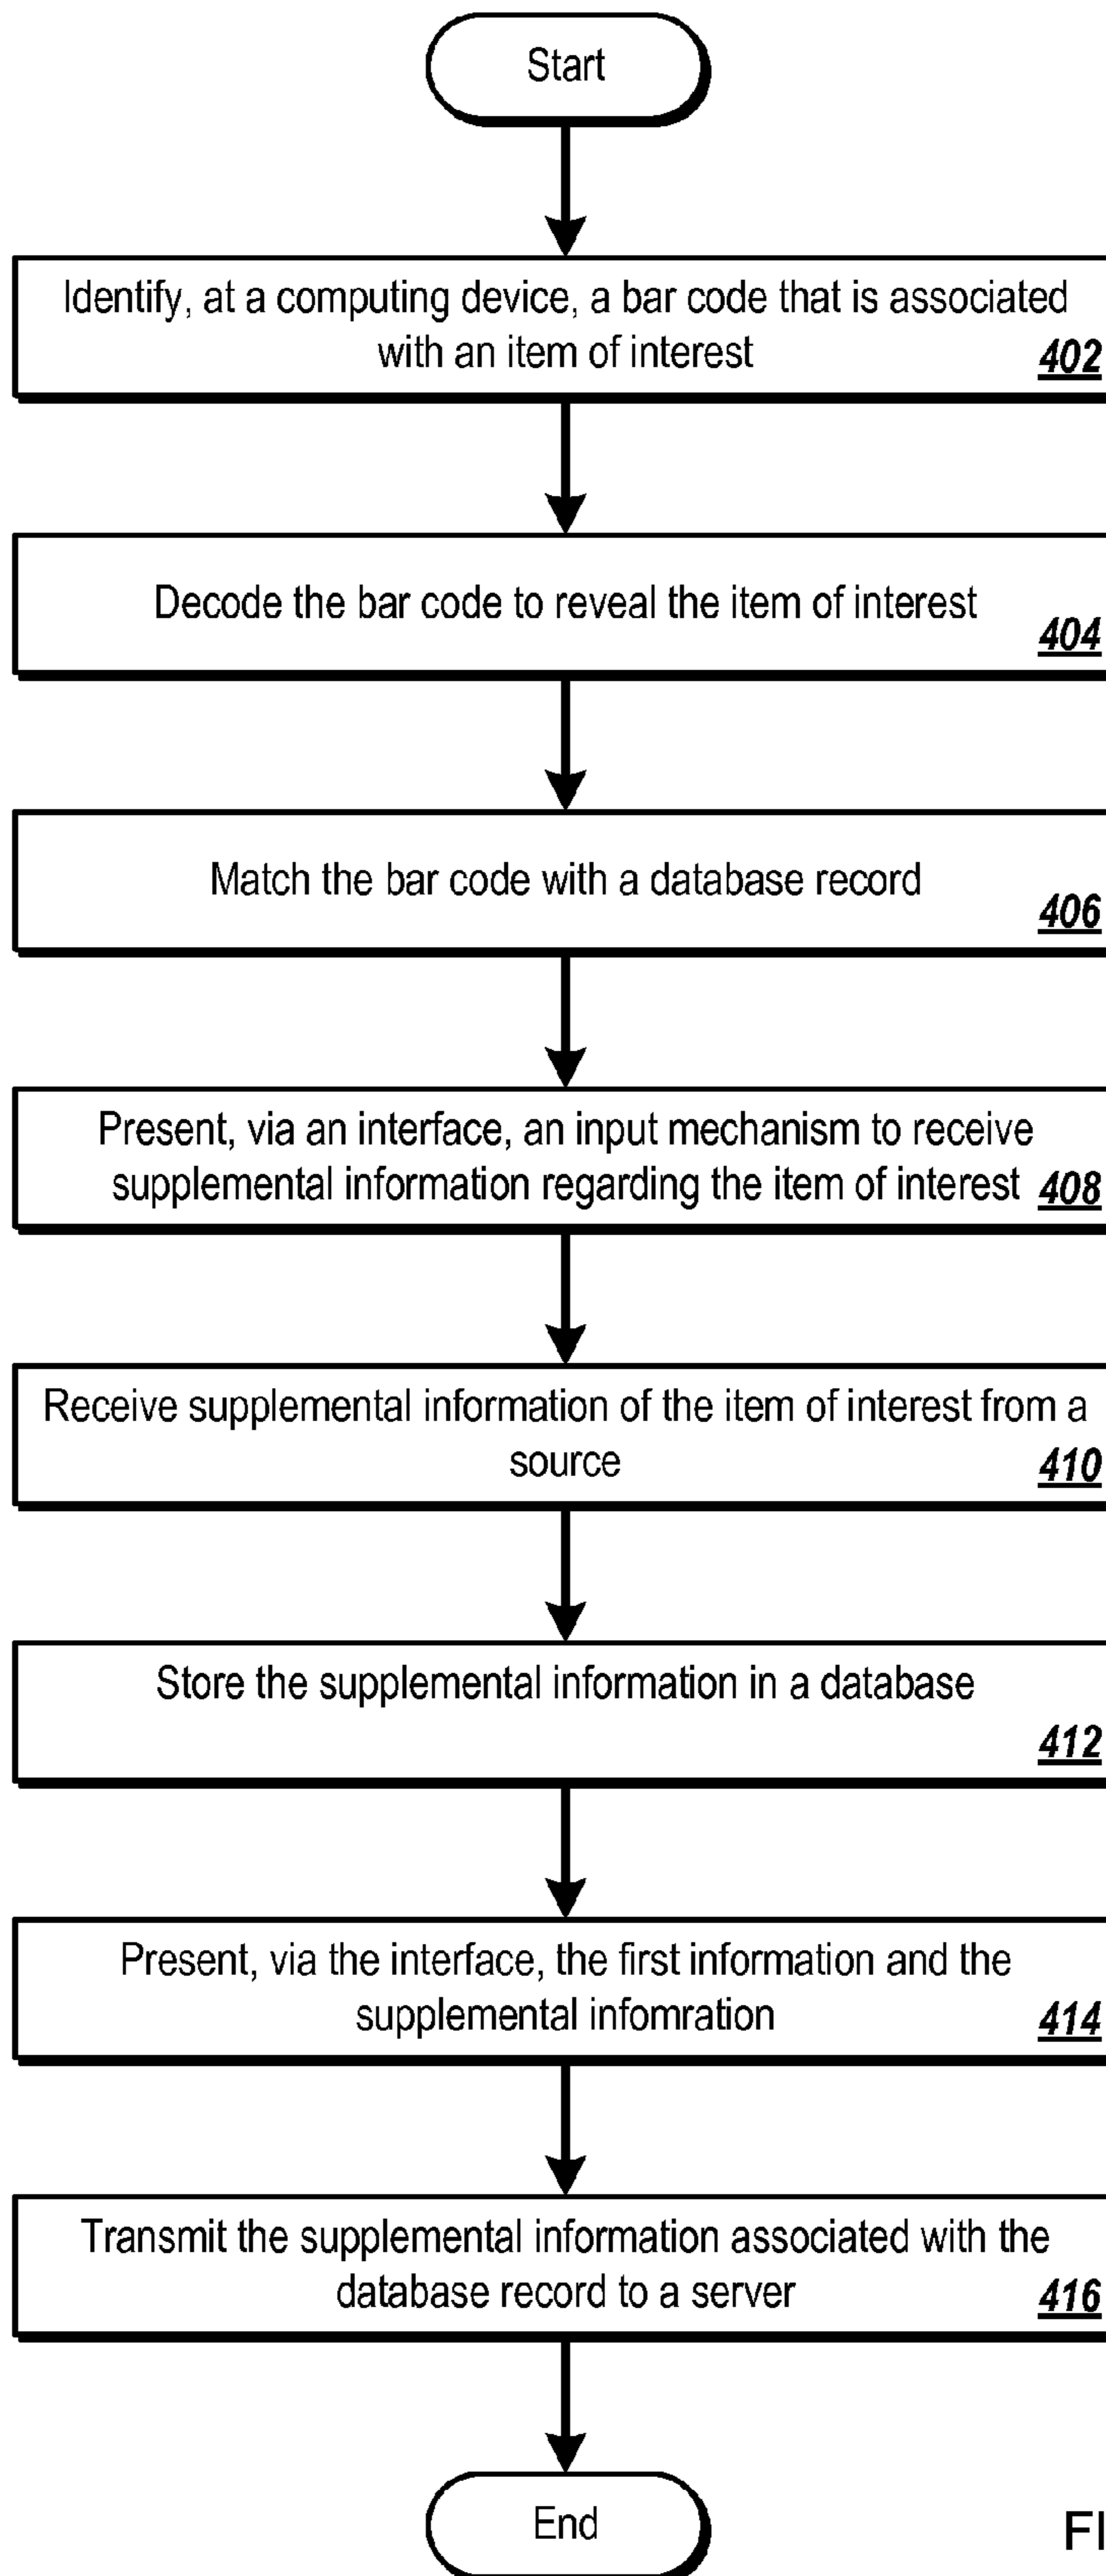 Start
Identify, at a computing device, a bar code that is associated
with an item of interest
402
Decode the bar code to reveal the item of interest
404
Match the bar code with a database record
406
Present, via an interface, an input mechanism to receive
supplemental information regarding the item of interest 408
Receive supplemental information of the item of interest from a
source
410
Store the supplemental information in a database
412
Present, via the interface, the first information and the
supplemental infomration
414
Transmit the supplemental information associated with the
database record to a server
416
End